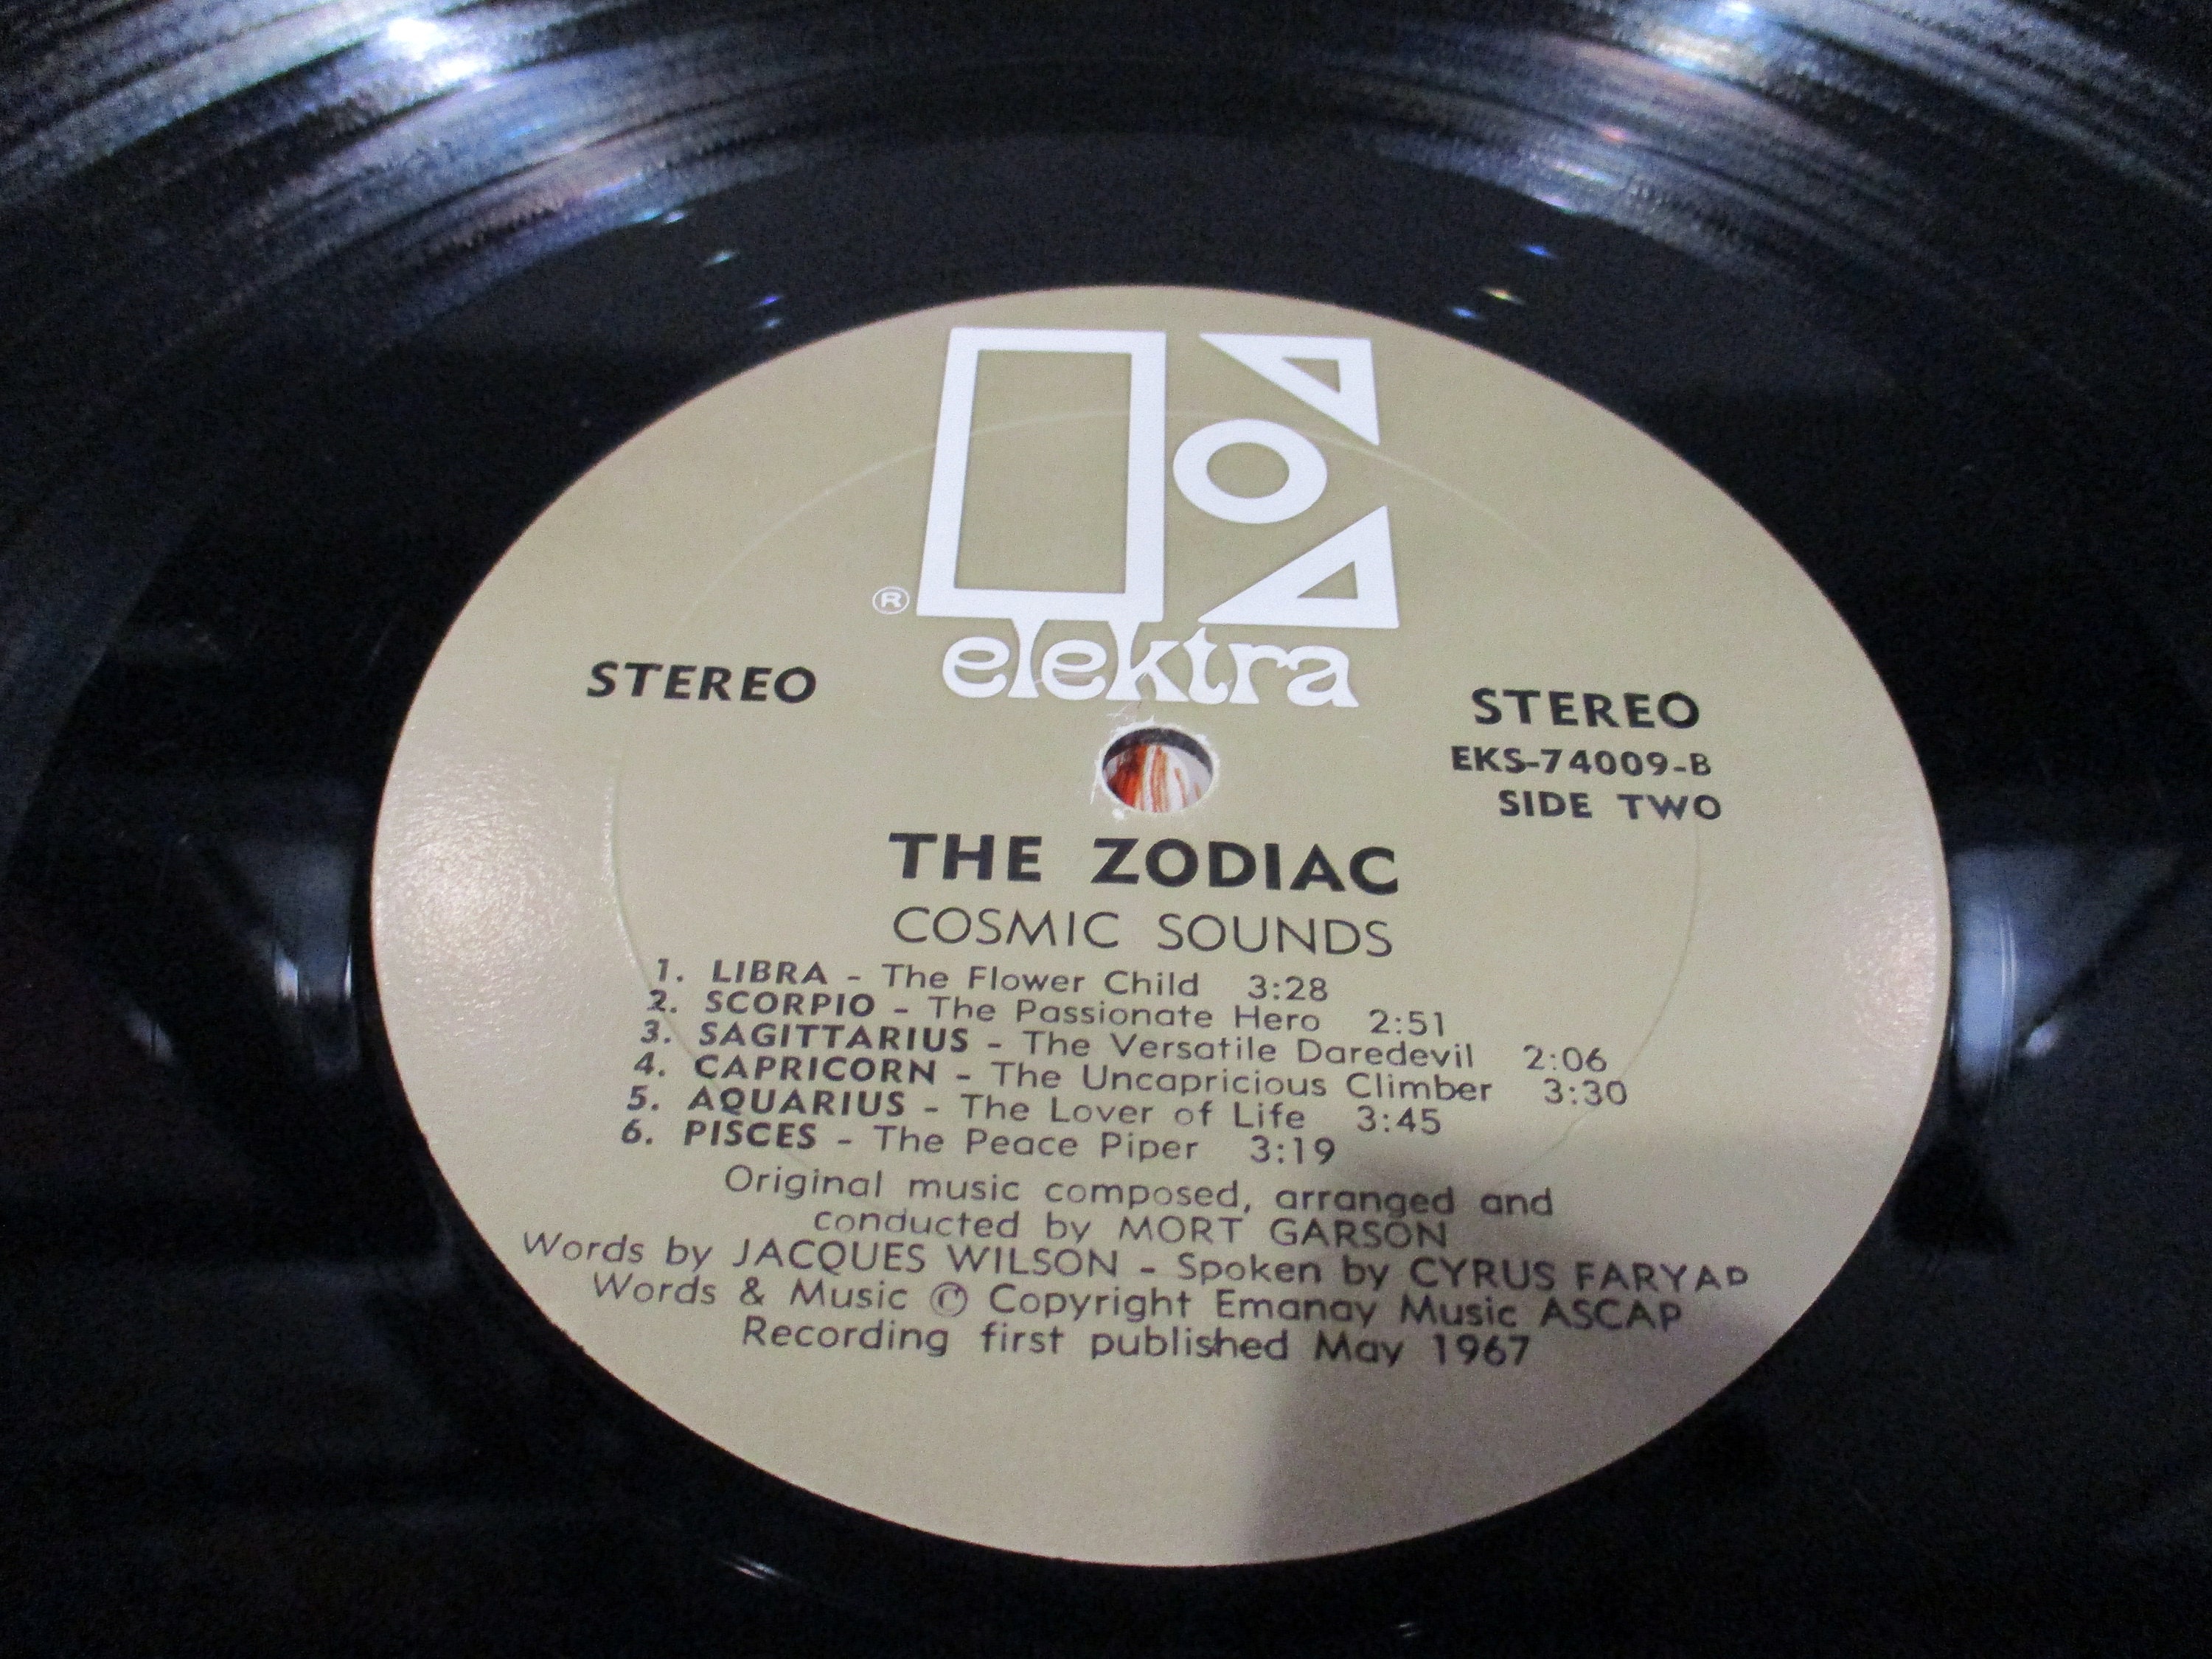 ®
elektra
STEREO
STEREO
EKS-74009-B
SIDE TWO
THE ZODIAC
COSMIC SOUNDS
1. LIBRA - The Flower Child 3:28
2. SCORPIO - The Passionate Hero 2:51
3. SAGITTARIUS - The Versatile Daredevil 2:06
4. CAPRICORN - The Uncapricious Climber 3:30
5. AQUARIUS - The Lover of Life 3:45
6. PISCES - The Peace Piper 3:19
Original music composed, arranged and
conducted by MORT GARSON
Words by JACQUES WILSON - Spoken by CYRUS FARYAD
Words & Music © Copyright Emanay Music ASCAP
Recording first published May 1967